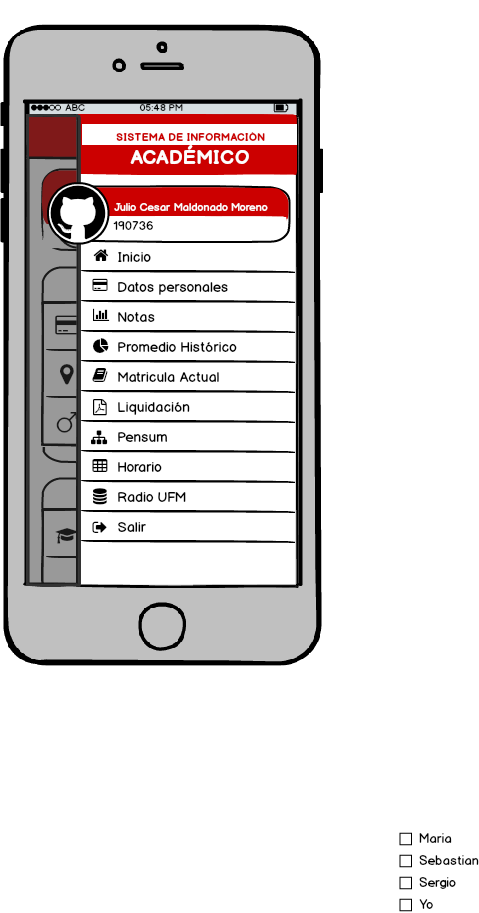 ABC 05:48 PM
SISTEMA DE INFORMACIÓN
ACADÉMICO
Julio Cesar Maldonado Moreno
190736
Inicio
Datos personales
Notas
Promedio Histórico
Matricula Actual
Liquidación
Pensum
Horario
Radio UFM
Salir
Maria
Sebastian
Sergio
Yo